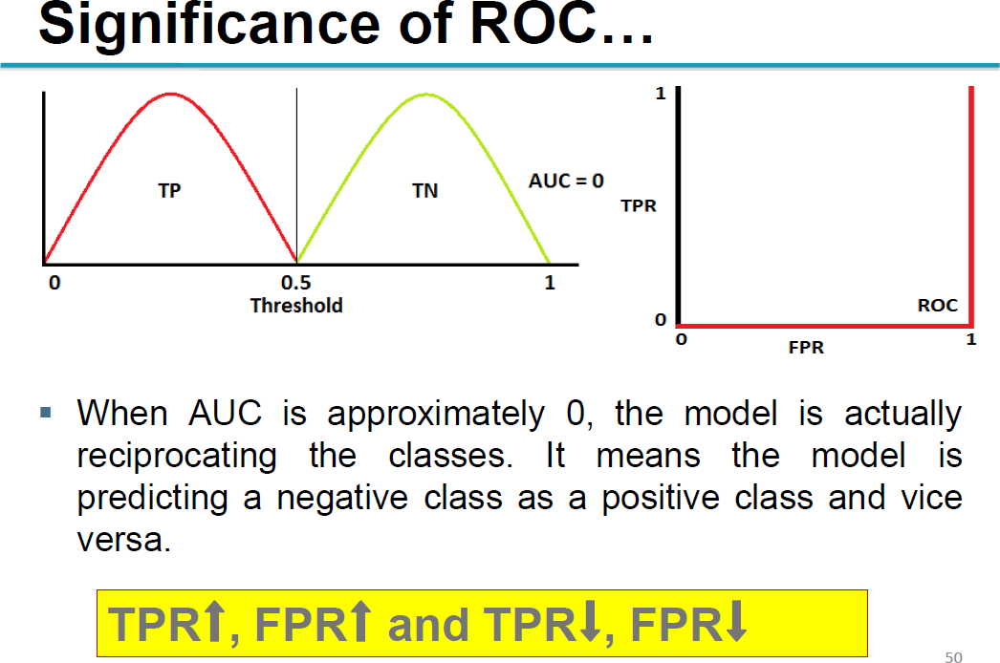 Significance of ROC…
TP
TN
AUC = 0
0
0.5
1
Threshold
1
TPR
0
ROC
0
FPR
1
▪ When AUC is approximately 0, the model is actually
reciprocating the classes. It means the model is
predicting a negative class as a positive class and vice
versa.
TPR⬆, FPR⬆ and TPR⬇, FPR⬇
50